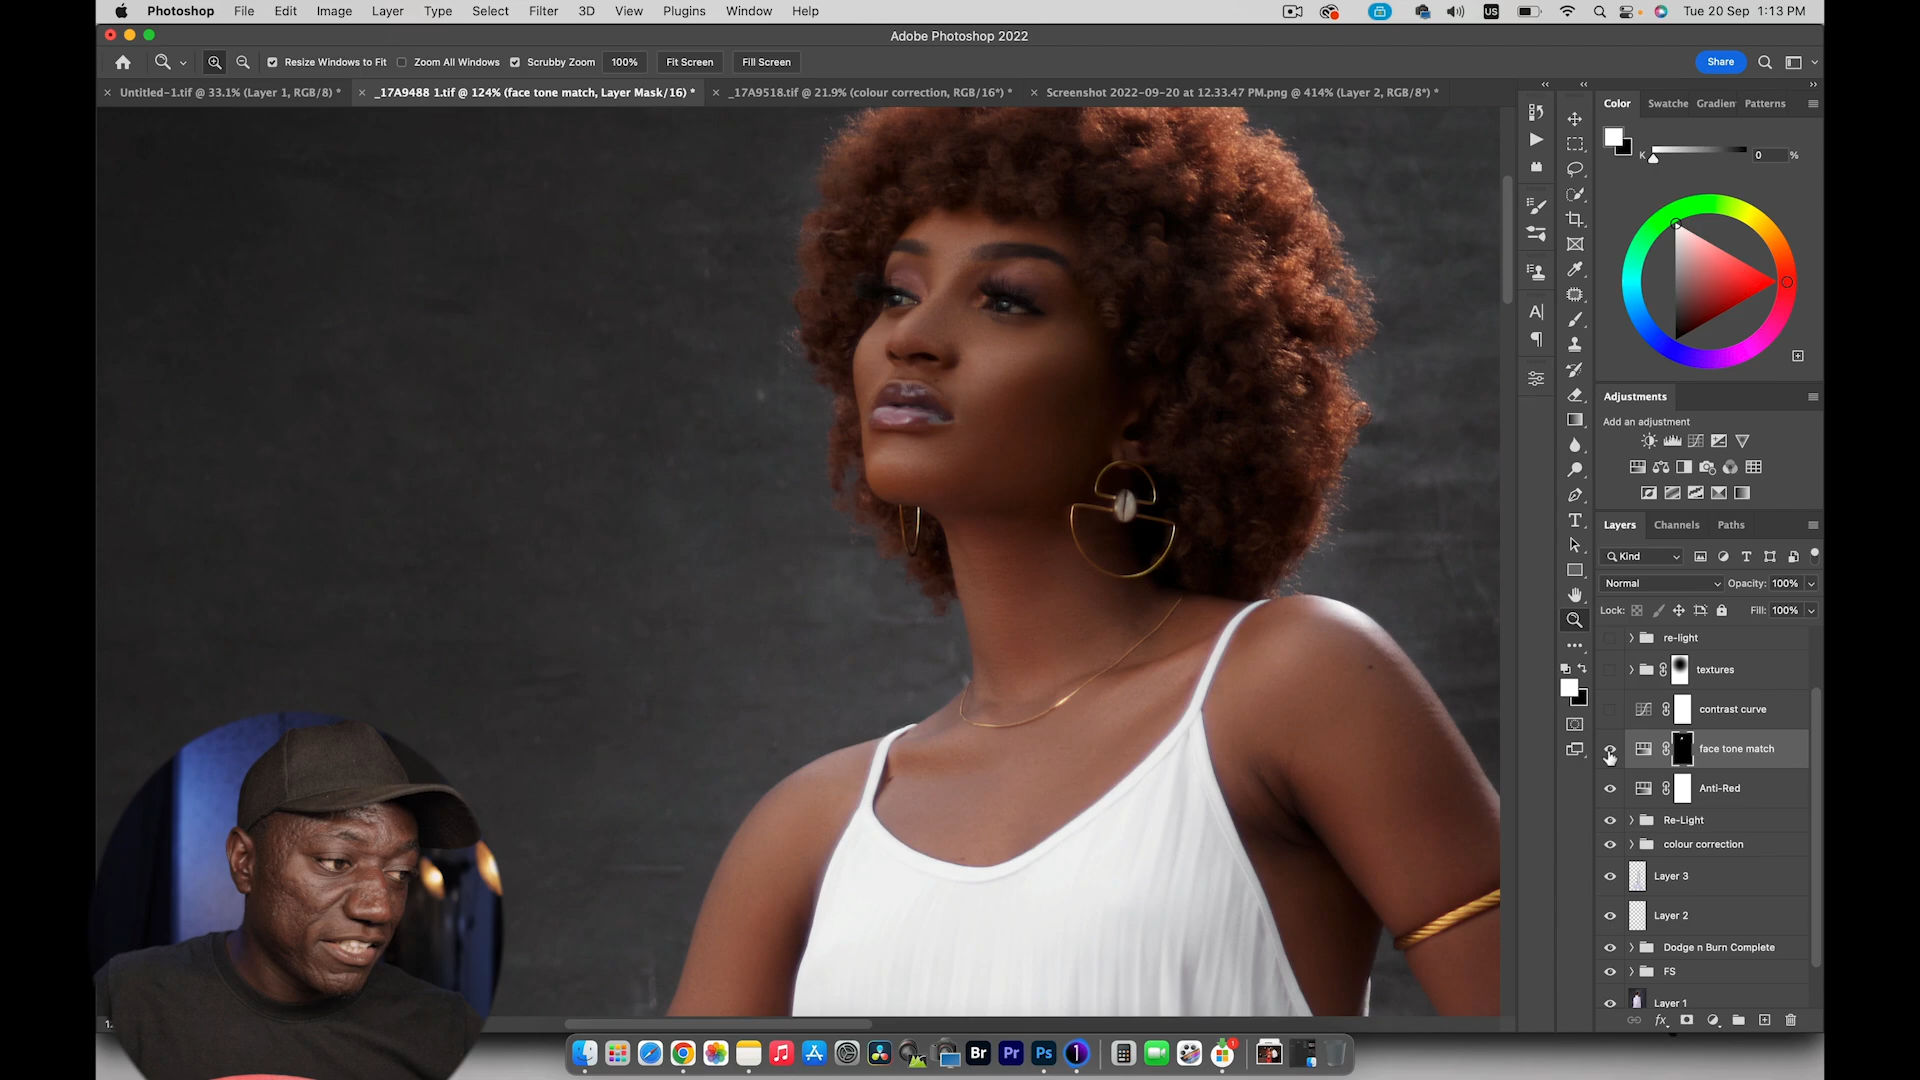 Photoshop File Edit Image Layer Type Select Filter 3D View Plugins Window Help US Tue 20 Sep 1:13 PM
Adobe Photoshop 2022
Resize Windows to Fit Zoom All Windows Scrubby Zoom 100% Fit Screen Fill Screen Share
Untitled-1.tif @ 33.1% (Layer 1, RGB/8) * _17A9488 1.tif @ 124% (face tone match, Layer Mask/16) * _17A9518.tif @ 21.9% (colour correction, RGB/16*) * Screenshot 2022-09-20 at 12.33.47 PM.png @ 414% (Layer 2, RGB/8*) *
Color Swatche Gradien Patterns
K 0 %
Adjustments
Add an adjustment
Layers Channels Paths
Kind
Normal Opacity: 100%
Lock: Fill: 100%
re-light
textures
contrast curve
face tone match
Anti-Red
Re-Light
colour correction
Layer 3
Layer 2
Dodge n Burn Complete
FS
Layer 1
fx
Br Pr Ps 1